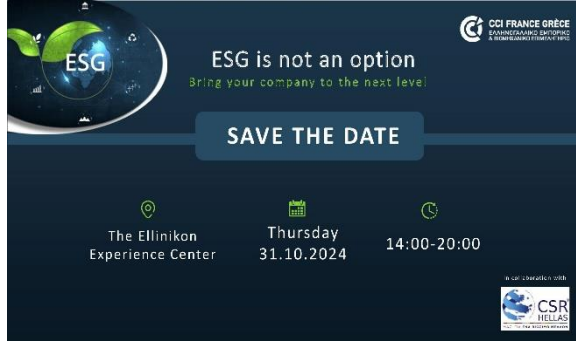 ESG
CCI FRANCE GRÈCE
ΕΛΛΗΝΟΓΑΛΛΙΚΟ ΕΜΠΟΡΙΚΟ
& ΒΙΟΜΗΧΑΝΙΚΟ ΕΠΙΜΕΛΗΤΗΡΙΟ
ESG is not an option
Bring your company to the next level
SAVE THE DATE
The Ellinikon
Experience Center
Thursday
31.10.2024
14:00-20:00
In collaboration with
CSR
HELLAS